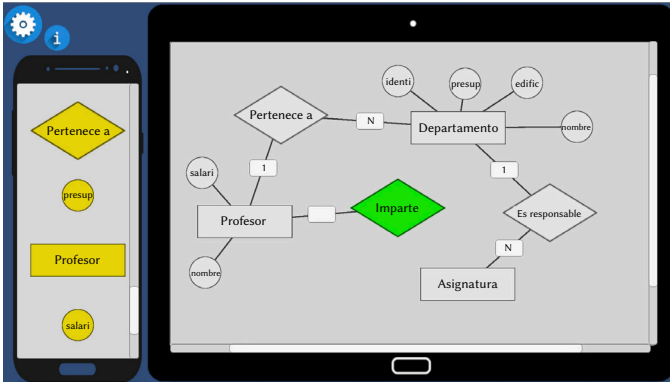 i
Pertenece a
presup
Profesor
salari
identi
presup
edific
Pertenece a
N
Departamento
nombre
1
salari
1
Profesor
Imparte
Es responsable
nombre
N
Asignatura